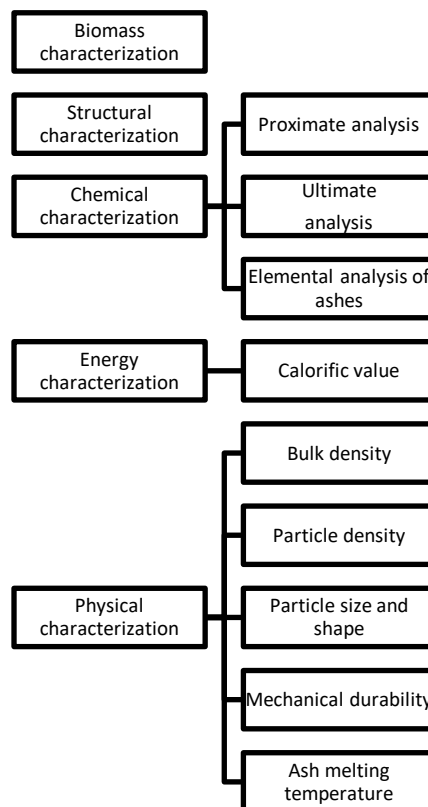 Biomass
characterization
Structural
characterization
Proximate analysis
Chemical
characterization
Ultimate
analysis
Elemental analysis of
ashes
Energy
characterization
Calorific value
Bulk density
Particle density
Physical
characterization
Particle size and
shape
Mechanical durability
Ash melting
temperature